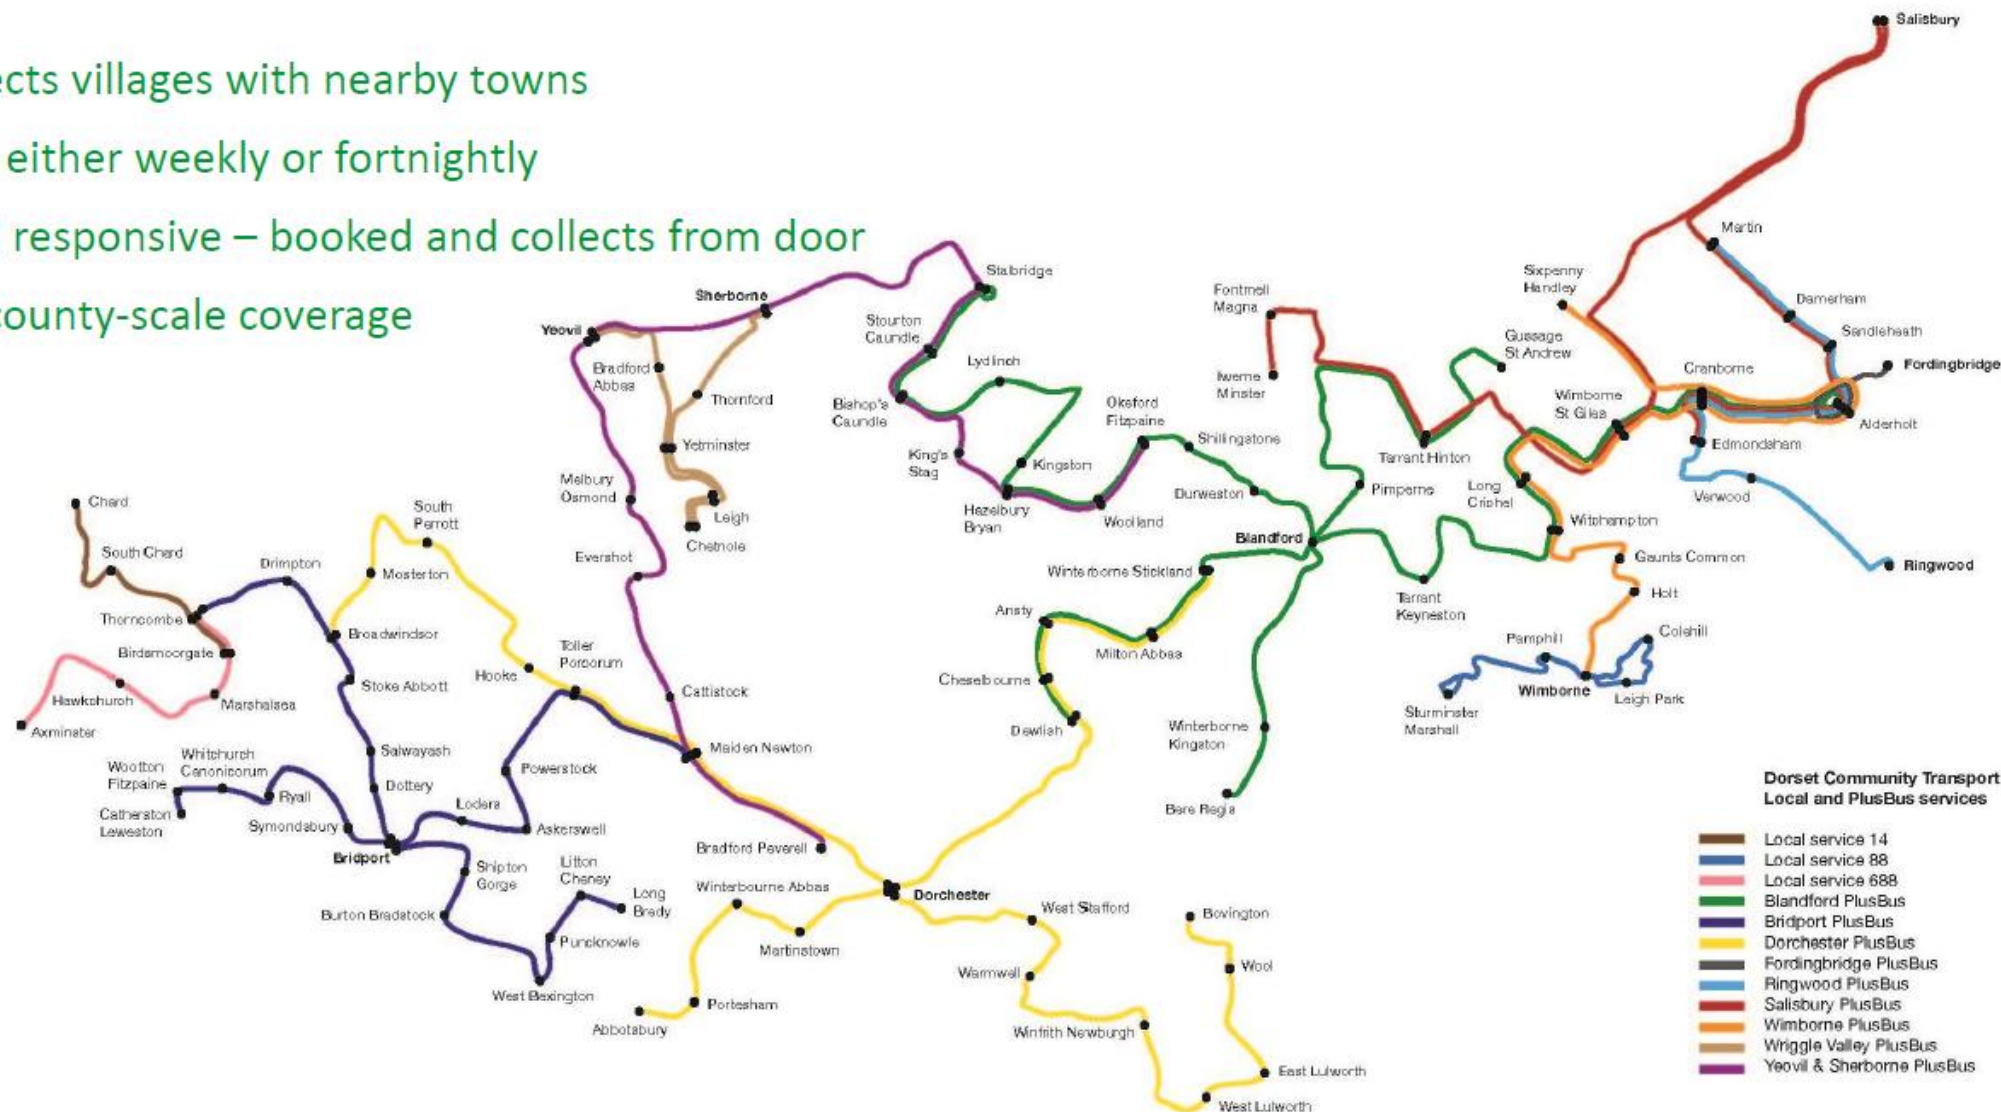 ects villages with nearby towns
either weekly or fortnightly
responsive – booked and collects from door
county-scale coverage
Salisbury
Martin
Damerham
Sandleheath
Fordingbridge
Alderholt
Cranborne
Edmondsham
Verwood
Ringwood
Sixpenny
Handley
Gussage
St Andrew
Wimborne
St Giles
Fontmell
Magna
Iwerne
Minster
Tarrant Hinton
Long
Crichel
Witchampton
Gaunts Common
Holt
Colehill
Pamphill
Wimborne
Leigh Park
Sturminster
Marshall
Pimperne
Blandford
Tarrant
Keyneston
Stalbridge
Stourton
Caundle
Lydlinch
Bishop's
Caundle
King's
Stag
Kingston
Hazelbury
Bryan
Woolland
Okeford
Fitzpaine
Shillingstone
Durweston
Sherborne
Yeovil
Bradford
Abbas
Thornford
Yetminster
Leigh
Chetnole
Melbury
Osmond
Evershot
Cattistock
Maiden Newton
Bradford Peverell
Winterborne Stickland
Ansty
Milton Abbas
Cheselbourne
Dewlish
Winterborne
Kingston
Bere Regis
Chard
South Chard
Thorncombe
Birdsmoorgate
Marshalsea
Hawkchurch
Axminster
Drimpton
Broadwindsor
Mosterton
South
Perrott
Hooke
Toller
Porcorum
Stoke Abbott
Salwayash
Dottery
Wootton
Fitzpaine
Whitchurch
Canonicorum
Catherston
Leweston
Ryall
Symondsbury
Bridport
Loders
Askerswell
Powerstock
Shipton
Gorge
Burton Bradstock
West Bexington
Puncknowle
Litton
Cheney
Long
Bredy
Winterbourne Abbas
Martinstown
Portesham
Abbotsbury
Dorchester
West Stafford
Warmwell
Winfrith Newburgh
West Lulworth
East Lulworth
Wool
Bovington
Dorset Community Transport
Local and PlusBus services
Local service 14
Local service 88
Local service 688
Blandford PlusBus
Bridport PlusBus
Dorchester PlusBus
Fordingbridge PlusBus
Ringwood PlusBus
Salisbury PlusBus
Wimborne PlusBus
Wriggle Valley PlusBus
Yeovil & Sherborne PlusBus